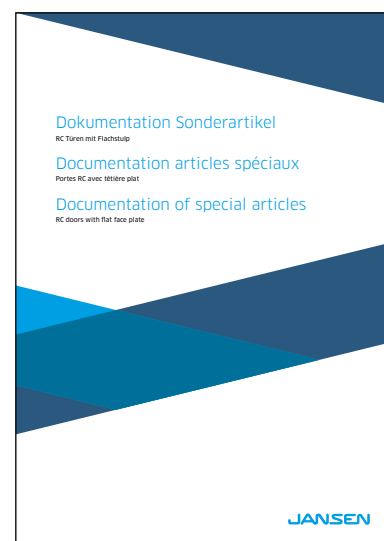 Dokumentation Sonderartikel
RC Türen mit Flachstulp
Documentation articles spéciaux
Portes RC avec têtière plat
Documentation of special articles
RC doors with flat face plate
JANSEN